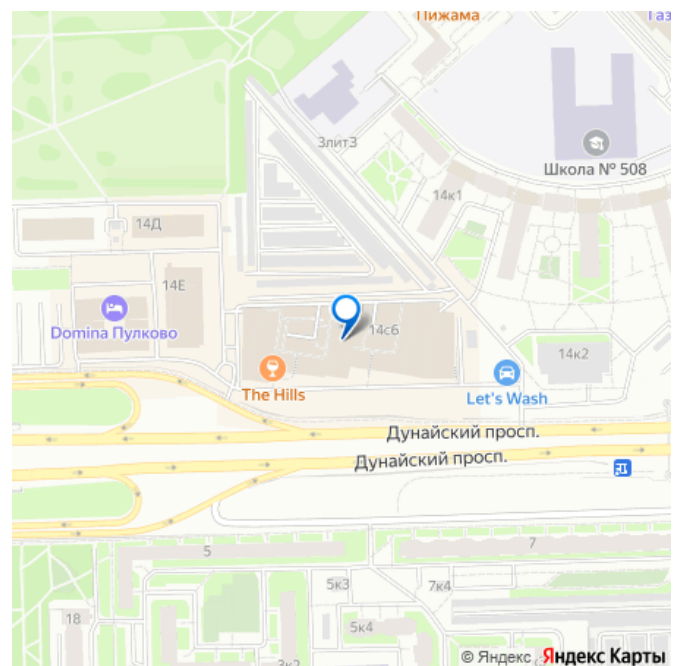 Пижама
Газ
3литЗ
Школа № 508
14к1
14Д
14Е
Domina Пулково
14с6
14к2
The Hills
Let's Wash
Дунайский просп.
Дунайский просп.
5
7
5к3
7к4
18
5к4
3к2
© Яндекс Яндекс Карты